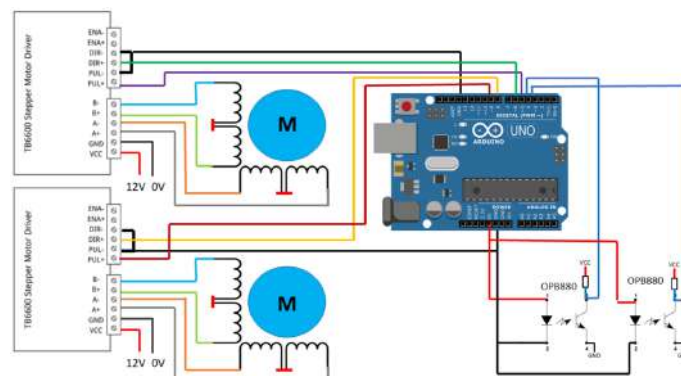 TB6600 Stepper Motor Driver
ENA-
ENA+
DIR-
DIR+
PUL-
PUL+
B-
B+
A-
A+
GND
VCC
12V 0V
M
UNO
ARDUINO
TB6600 Stepper Motor Driver
ENA-
ENA+
DIR-
DIR+
PUL-
PUL+
B-
B+
A-
A+
GND
VCC
12V 0V
M
VCC
OPB880
GND
VCC
OPB880